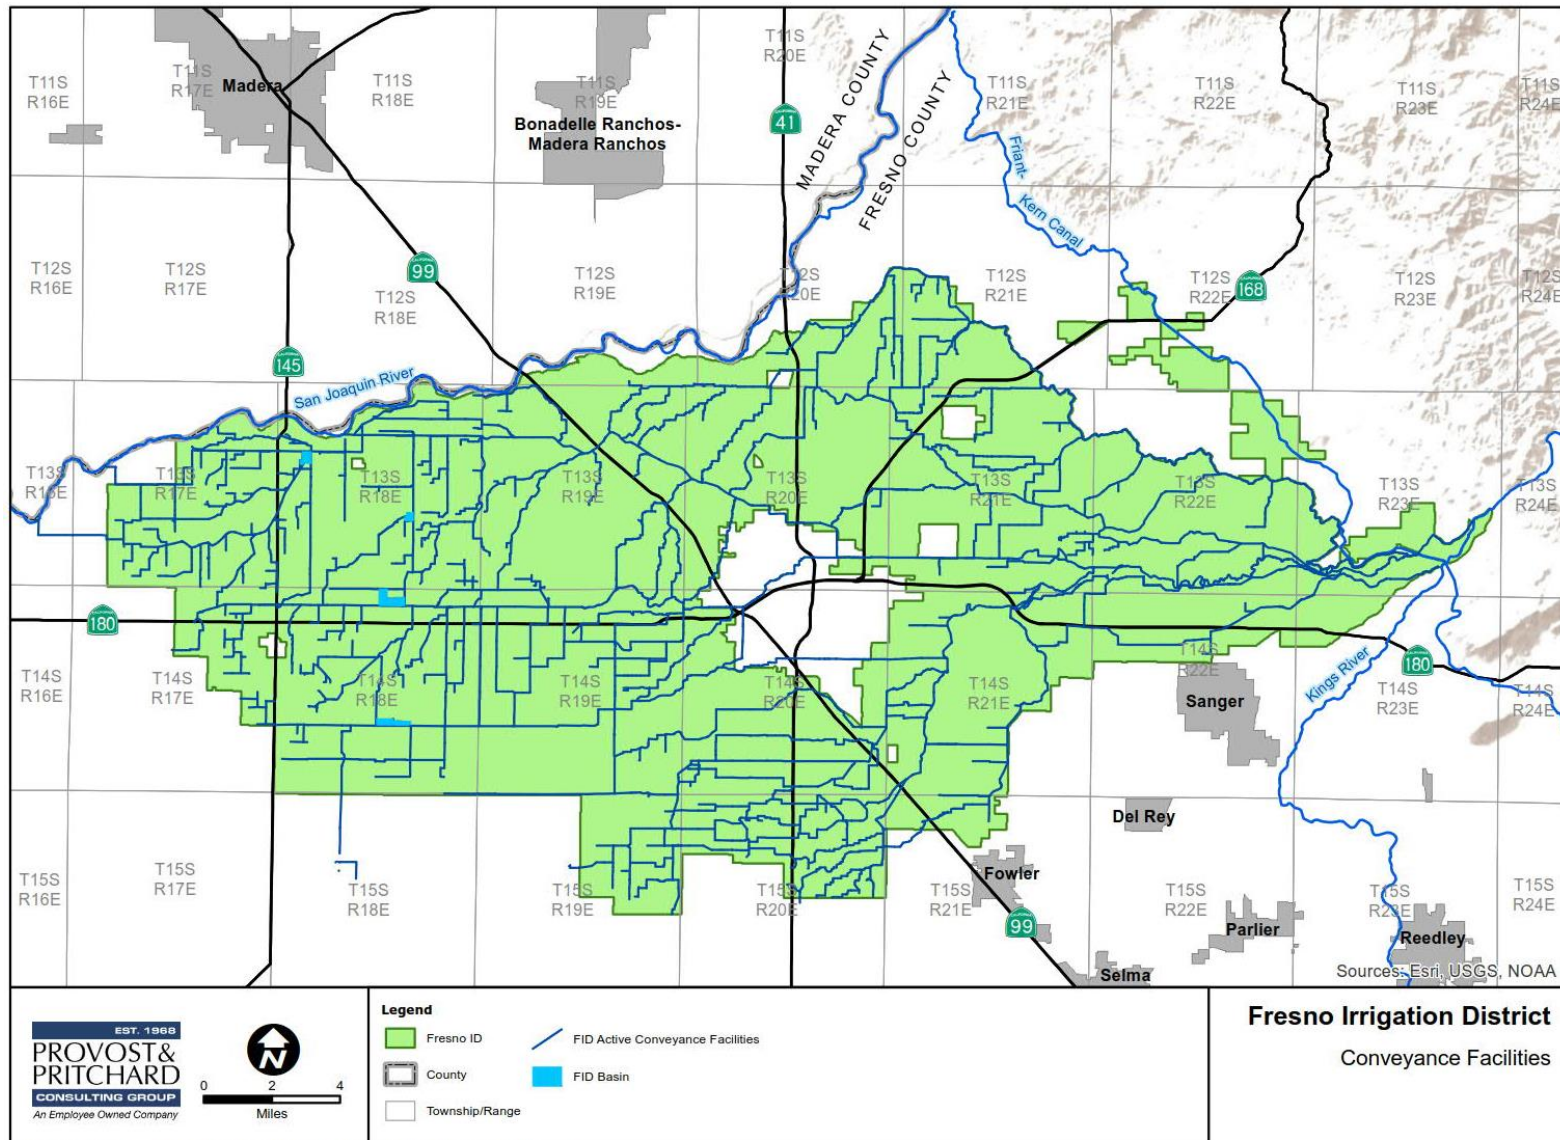 T11S
R16E
T11S
R17E
Madera
T11S
R18E
T11S
R19E
Bonadelle Ranchos-
Madera Ranchos
T11S
R20E
CALIFORNIA
41
MADERA COUNTY
FRESNO COUNTY
T11S
R21E
T11S
R22E
T11S
R23E
T11S
R24E
Friant-
Kern Canal
T12S
R16E
T12S
R17E
CALIFORNIA
99
T12S
R18E
T12S
R19E
T12S
R20E
T12S
R21E
T12S
R22E
CALIFORNIA
168
T12S
R23E
T12S
R24E
CALIFORNIA
145
San Joaquin River
T13S
R16E
T13S
R17E
T13S
R18E
T13S
R19E
T13S
R20E
T13S
R21E
T13S
R22E
T13S
R23E
T13S
R24E
CALIFORNIA
180
T14S
R16E
T14S
R17E
T14S
R18E
T14S
R19E
T14S
R20E
T14S
R21E
T14S
R22E
Sanger
Kings River
CALIFORNIA
180
T14S
R23E
T14S
R24E
Del Rey
T15S
R16E
T15S
R17E
T15S
R18E
T15S
R19E
T15S
R20E
T15S
R21E
Fowler
CALIFORNIA
99
T15S
R22E
Parlier
T15S
R23E
Reedley
T15S
R24E
Selma
Sources: Esri, USGS, NOAA
EST. 1968
PROVOST&
PRITCHARD
CONSULTING GROUP
An Employee Owned Company
N
0 2 4
Miles
Legend
Fresno ID
County
Township/Range
FID Active Conveyance Facilities
FID Basin
Fresno Irrigation District
Conveyance Facilities